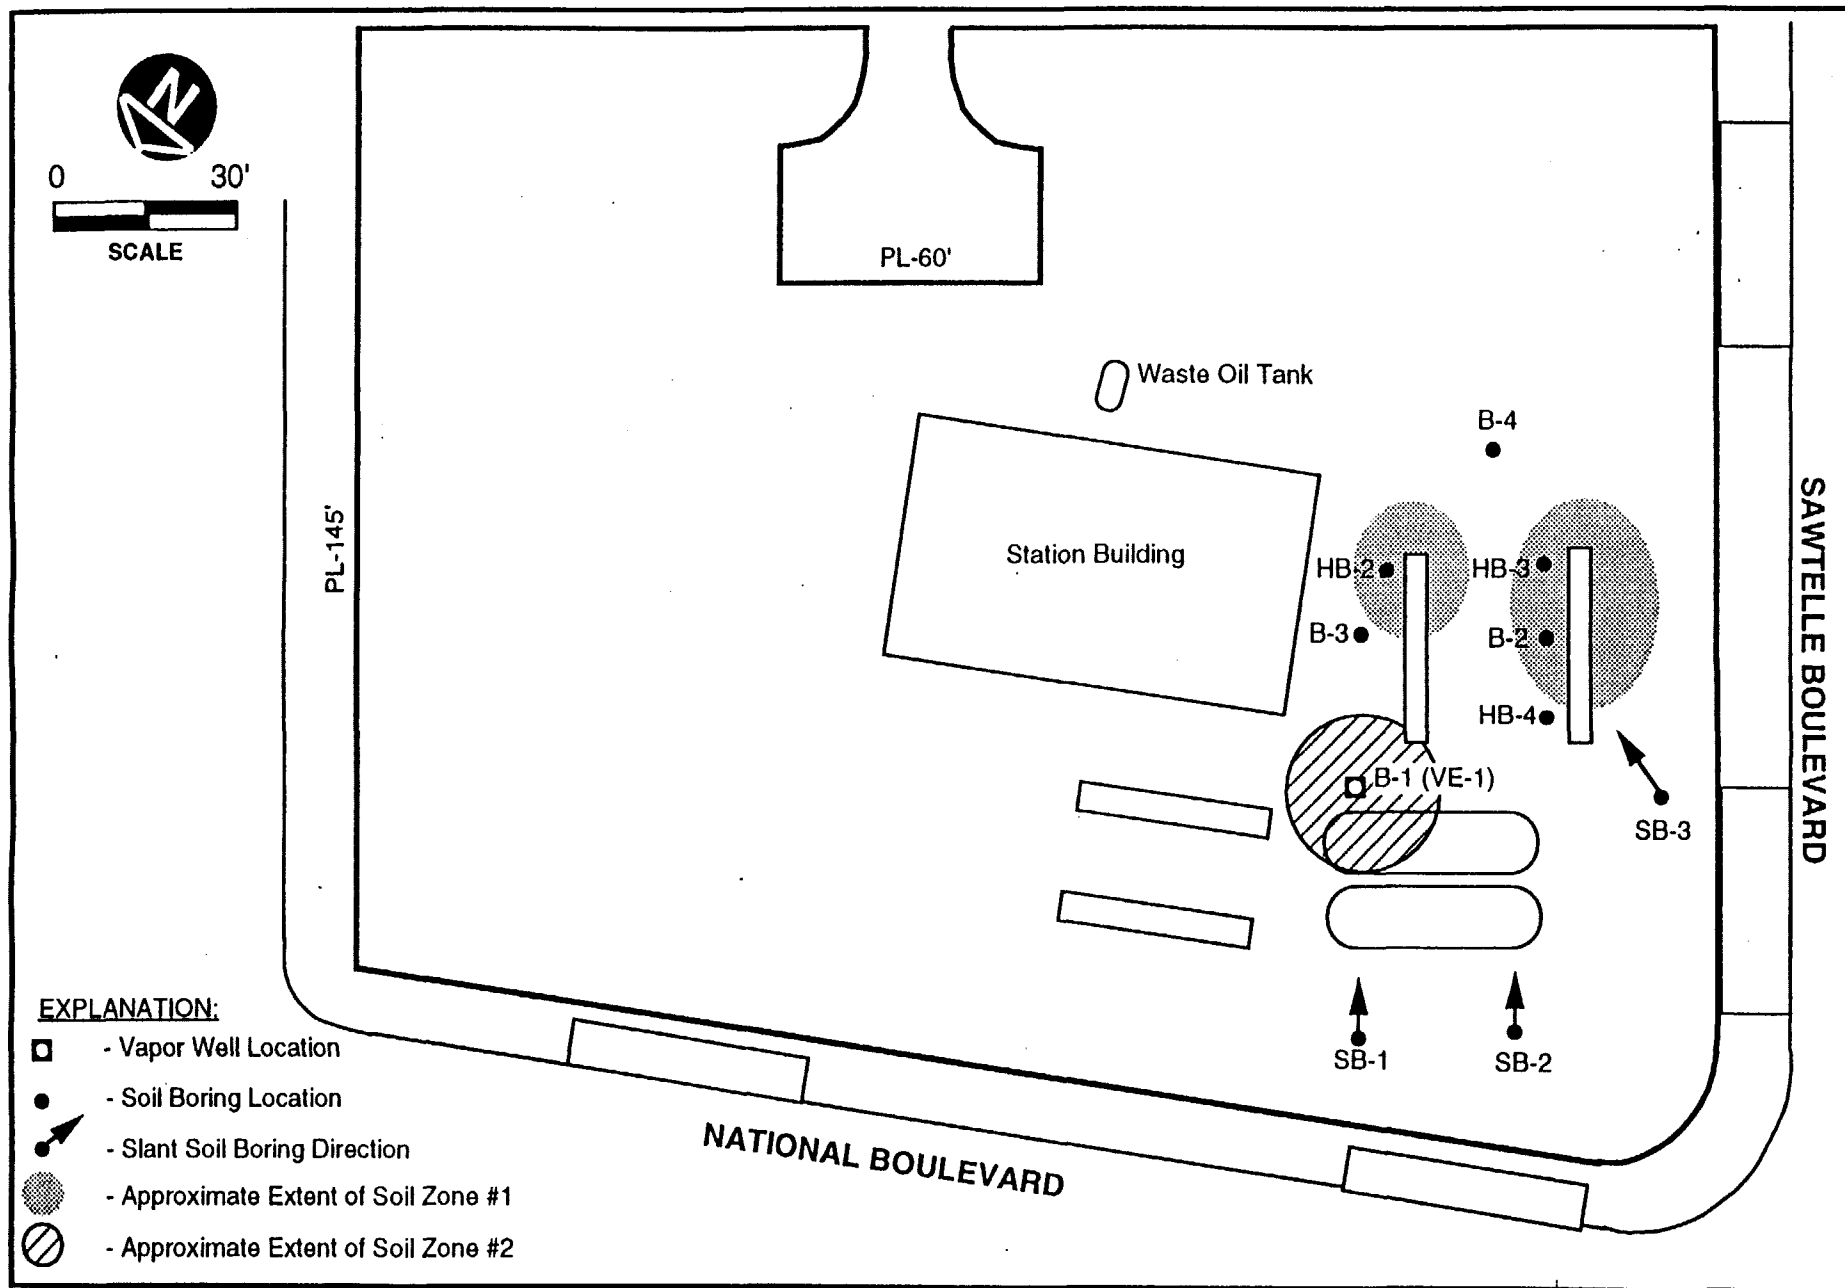 N
0 30'
SCALE
PL-60'
Waste Oil Tank
B-4
PL-145'
Station Building
HB-2
HB-3
B-3
B-2
HB-4
B-1 (VE-1)
SB-3
SAWTELLE BOULEVARD
SB-1
SB-2
NATIONAL BOULEVARD
EXPLANATION:
- Vapor Well Location
- Soil Boring Location
- Slant Soil Boring Direction
- Approximate Extent of Soil Zone #1
- Approximate Extent of Soil Zone #2